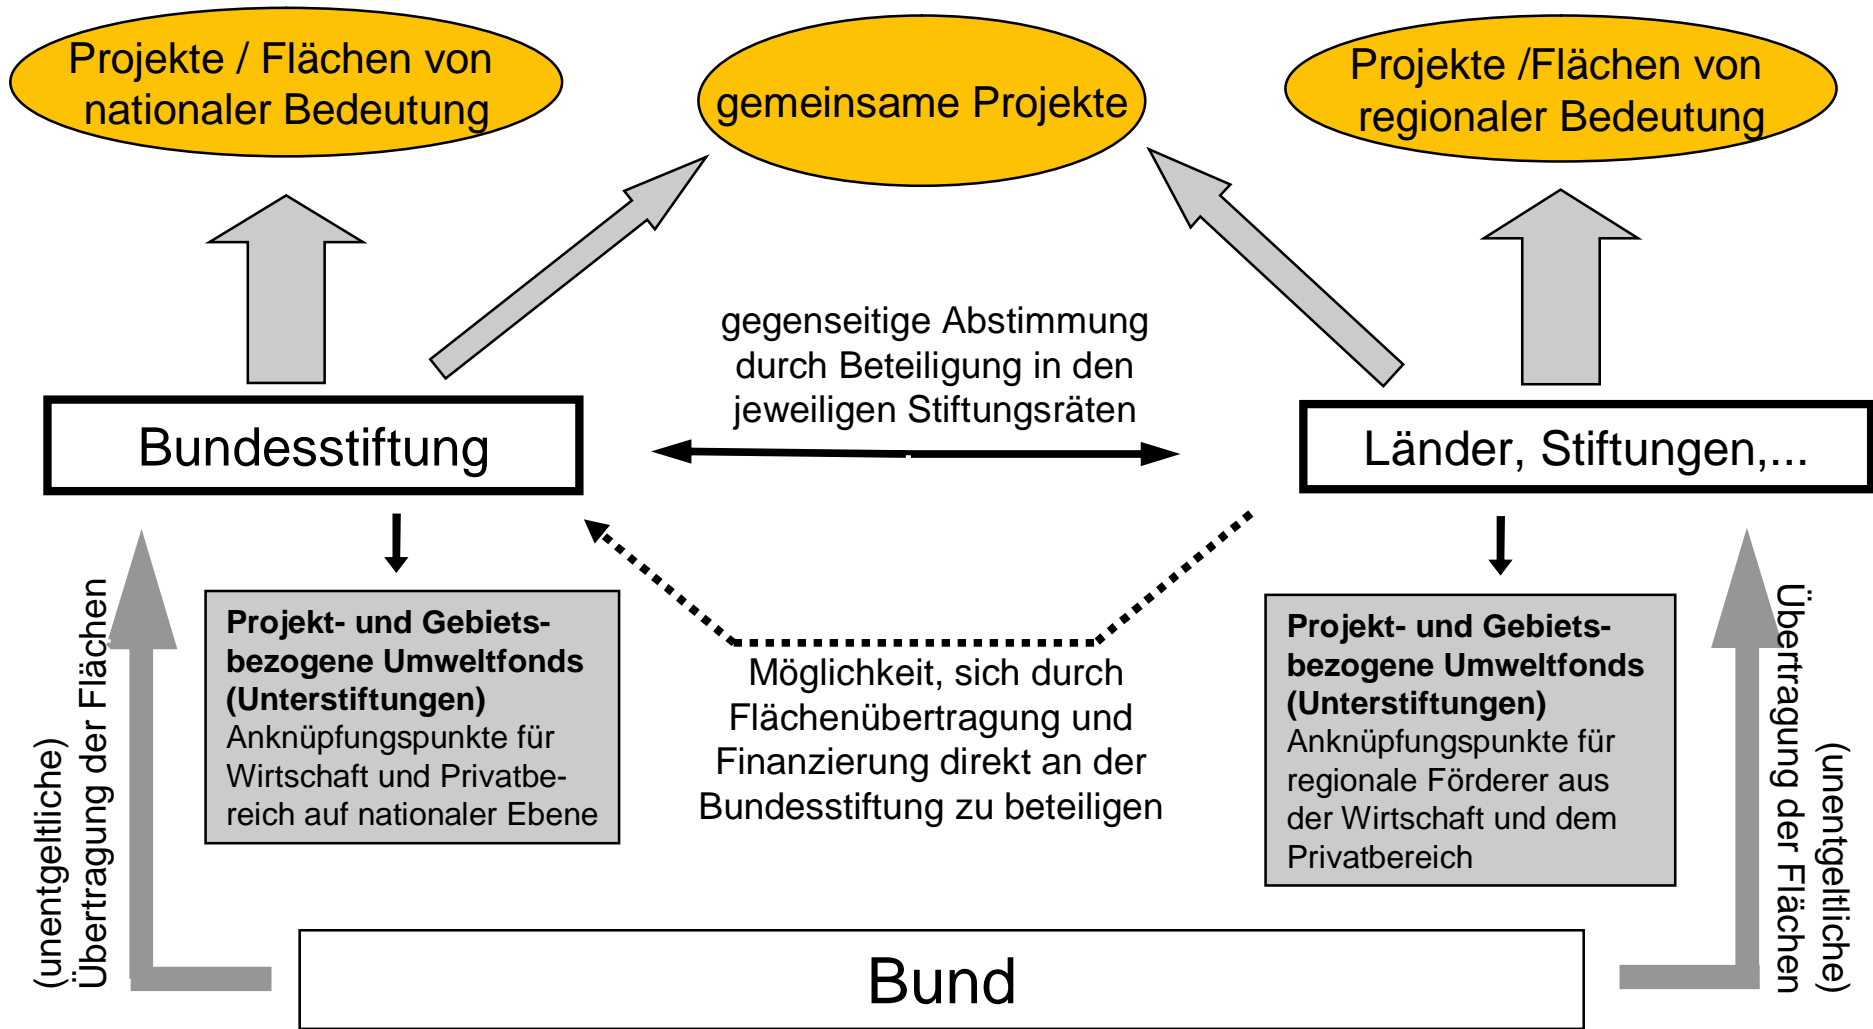 Projekte / Flächen von
nationaler Bedeutung
gemeinsame Projekte
Projekte /Flächen von
regionaler Bedeutung
gegenseitige Abstimmung
durch Beteiligung in den
jeweiligen Stiftungsräten
Bundesstiftung
Länder, Stiftungen,...
(unentgeltliche)
Übertragung der Flächen
Projekt- und Gebiets-
bezogene Umweltfonds
(Unterstiftungen)
Anknüpfungspunkte für
Wirtschaft und Privatbe-
reich auf nationaler Ebene
Möglichkeit, sich durch
Flächenübertragung und
Finanzierung direkt an der
Bundesstiftung zu beteiligen
Projekt- und Gebiets-
bezogene Umweltfonds
(Unterstiftungen)
Anknüpfungspunkte für
regionale Förderer aus
der Wirtschaft und dem
Privatbereich
(unentgeltliche)
Übertragung der Flächen
Bund